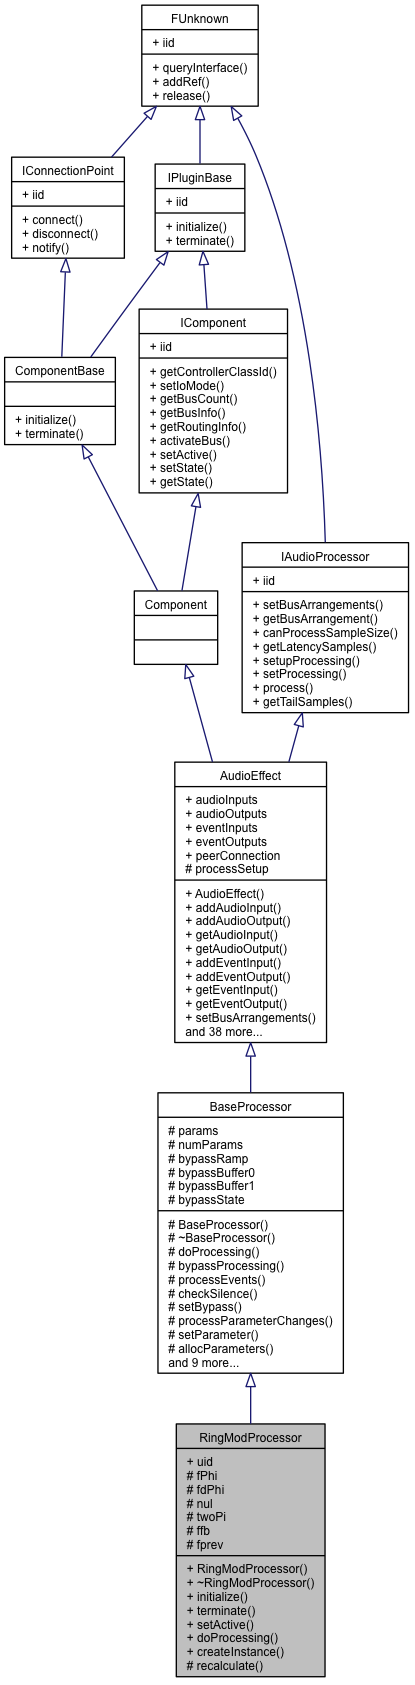 FUnknown
+ iid
+ queryInterface()
+ addRef()
+ release()
IConnectionPoint
+ iid
+ connect()
+ disconnect()
+ notify()
IPluginBase
+ iid
+ initialize()
+ terminate()
IComponent
+ iid
+ getControllerClassId()
+ setIoMode()
+ getBusCount()
+ getBusInfo()
+ getRoutingInfo()
+ activateBus()
+ setActive()
+ setState()
+ getState()
ComponentBase
+ initialize()
+ terminate()
IAudioProcessor
+ iid
+ setBusArrangements()
+ getBusArrangement()
+ canProcessSampleSize()
+ getLatencySamples()
+ setupProcessing()
+ setProcessing()
+ process()
+ getTailSamples()
Component
AudioEffect
+ audioInputs
+ audioOutputs
+ eventInputs
+ eventOutputs
+ peerConnection
# processSetup
+ AudioEffect()
+ addAudioInput()
+ addAudioOutput()
+ getAudioInput()
+ getAudioOutput()
+ addEventInput()
+ addEventOutput()
+ getEventInput()
+ getEventOutput()
+ setBusArrangements()
and 38 more...
BaseProcessor
# params
# numParams
# bypassRamp
# bypassBuffer0
# bypassBuffer1
# bypassState
# BaseProcessor()
# ~BaseProcessor()
# doProcessing()
# bypassProcessing()
# processEvents()
# checkSilence()
# setBypass()
# processParameterChanges()
# setParameter()
# allocParameters()
and 9 more...
RingModProcessor
+ uid
# fPhi
# fdPhi
# nul
# twoPi
# ffb
# fprev
+ RingModProcessor()
+ ~RingModProcessor()
+ initialize()
+ terminate()
+ setActive()
+ doProcessing()
+ createInstance()
# recalculate()